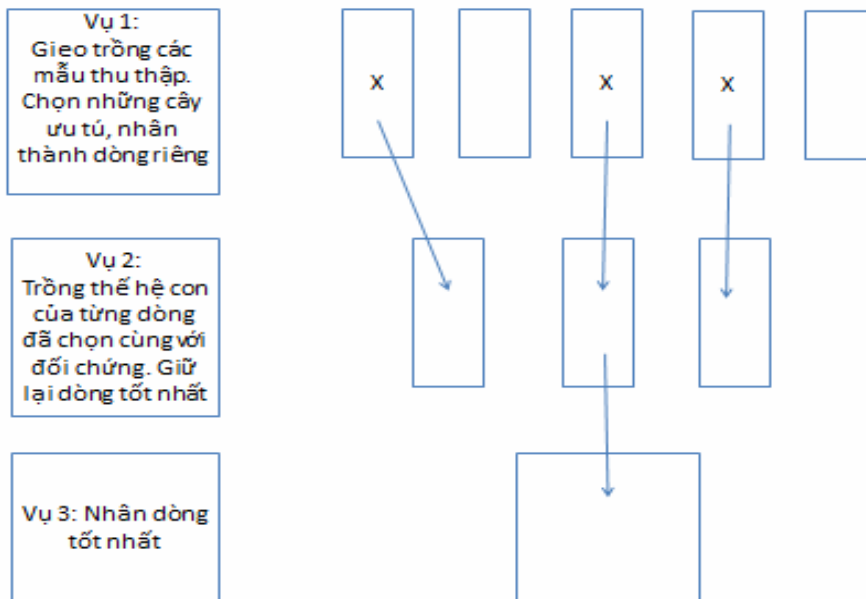 Vụ 1:
Gieo trồng các
mẫu thu thập.
Chọn những cây
ưu tú, nhân
thành dòng riêng
X
X
X
Vụ 2:
Trồng thế hệ con
của từng dòng
đã chọn cùng với
đối chứng. Giữ
lại dòng tốt nhất
Vụ 3: Nhân dòng
tốt nhất